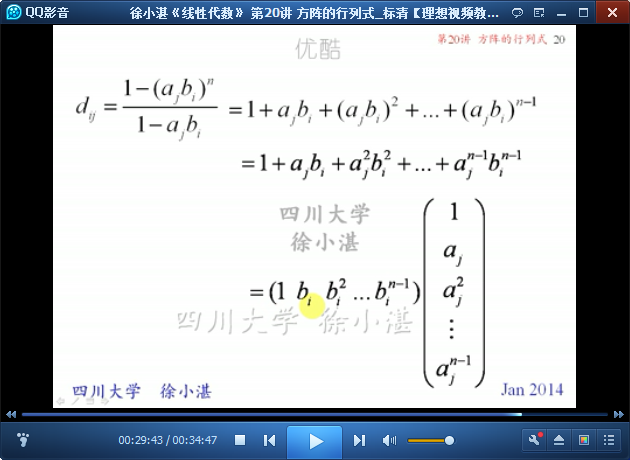 QQ影音 徐小湛《线性代数》 第20讲 方阵的行列式_标清【理想视频教...
优酷
第20讲 方阵的行列式 20
d_{ij} = \frac{1-(a_j b_i)^n}{1-a_j b_i} = 1+a_j b_i+(a_j b_i)^2+...+(a_j b_i)^{n-1}
=1+a_j b_i+a_j^2 b_i^2+...+a_j^{n-1} b_i^{n-1}
四川大学
徐小湛
=(1 b_i b_i^2 ... b_i^{n-1}) \begin{pmatrix} 1 \\ a_j \\ a_j^2 \\ \vdots \\ a_j^{n-1} \end{pmatrix}
四川大学 徐小湛
四川大学 徐小湛 Jan 2014
00:29:43 / 00:34:47